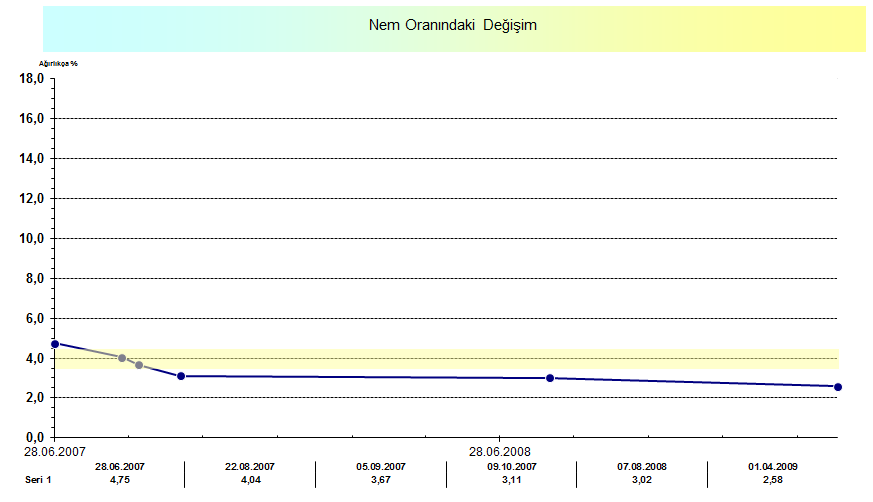 Nem Oranındaki Değişim
Ağırlıkça %
18,0
16,0
14,0
12,0
10,0
8,0
6,0
4,0
2,0
0,0
28.06.2007 28.06.2008
28.06.2007 22.08.2007 05.09.2007 09.10.2007 07.08.2008 01.04.2009
Seri 1 4,75 4,04 3,67 3,11 3,02 2,58